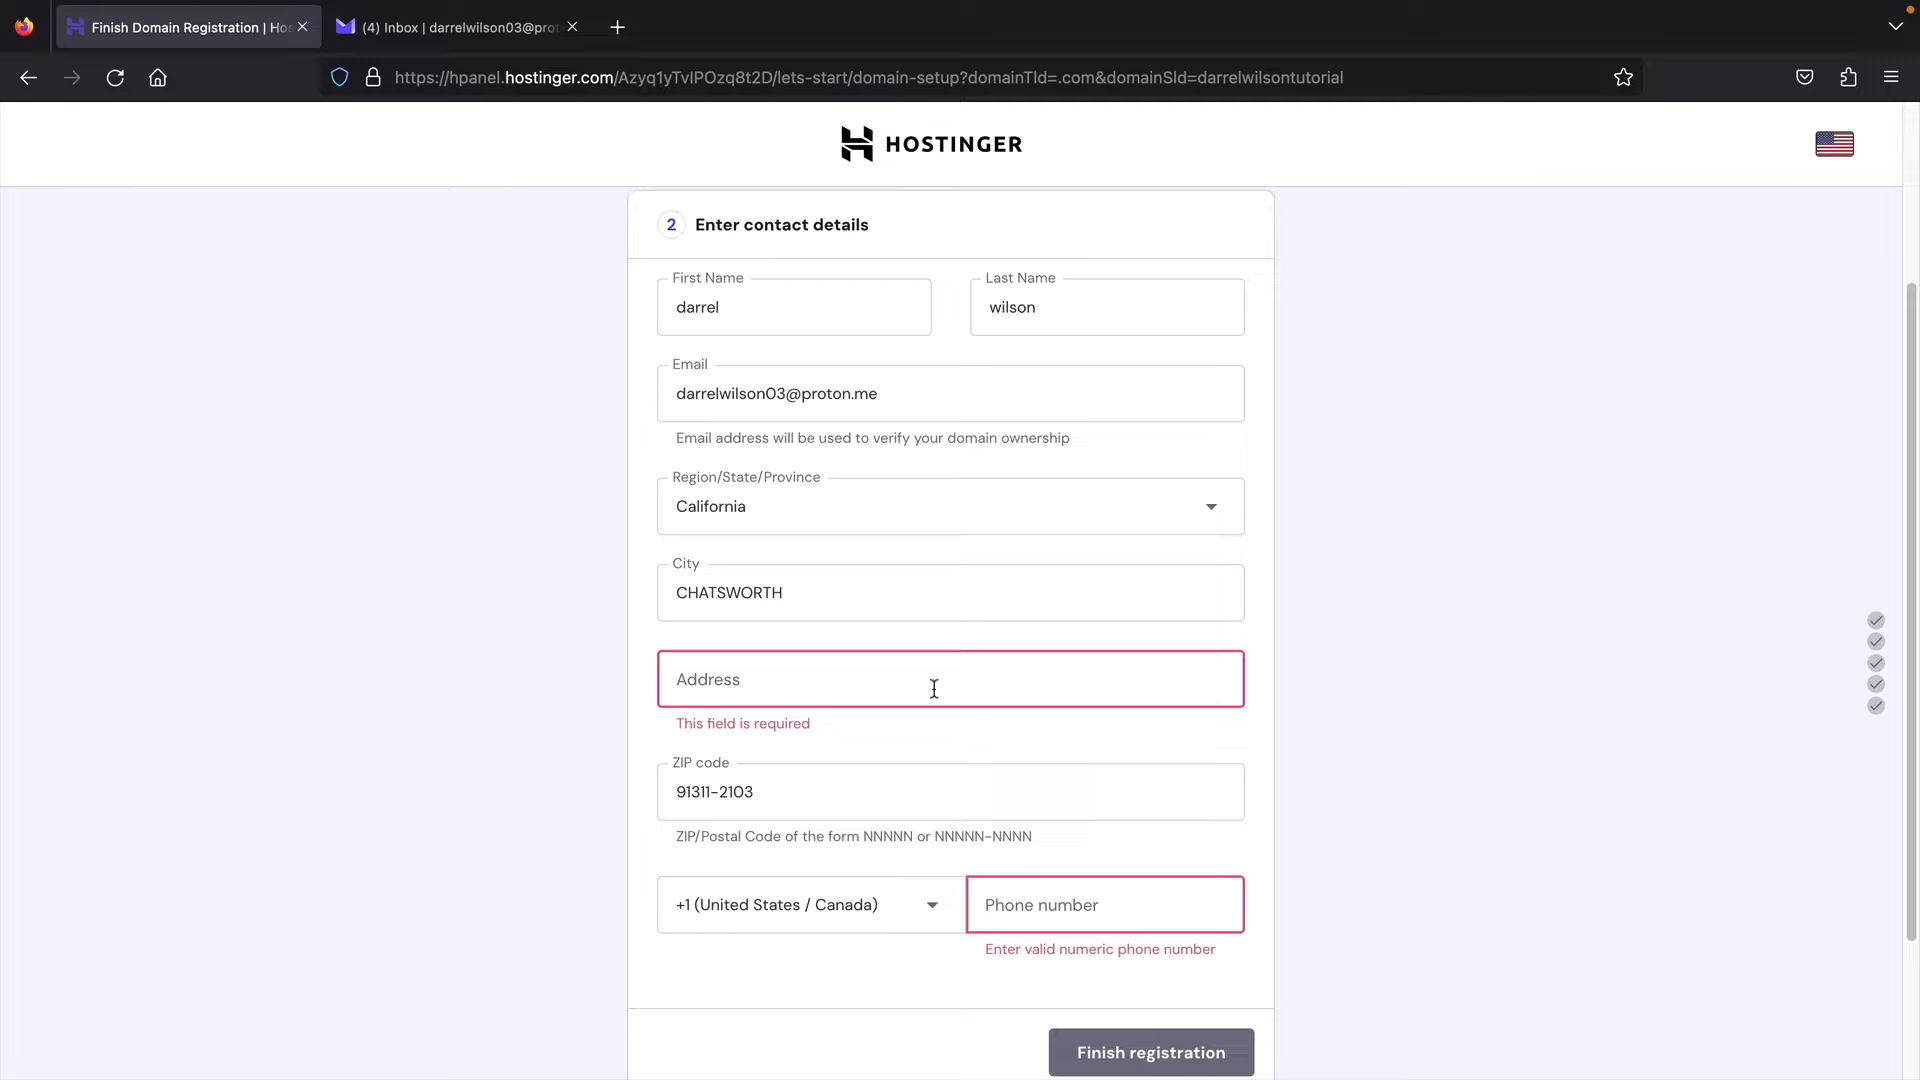 Finish Domain Registration | Hos
(4) Inbox | darrelwilson03@prot
https://hpanel.hostinger.com/Azyq1yTvIPOzq8t2D/lets-start/domain-setup?domainTld=.com&domainSld=darrelwilsontutorial
HOSTINGER
2 Enter contact details
First Name
Last Name
darrel
wilson
Email
darrelwilson03@proton.me
Email address will be used to verify your domain ownership
Region/State/Province
California
City
CHATSWORTH
Address
This field is required
ZIP code
91311-2103
ZIP/Postal Code of the form NNNNN or NNNNN-NNNN
+1 (United States / Canada)
Phone number
Enter valid numeric phone number
Finish registration